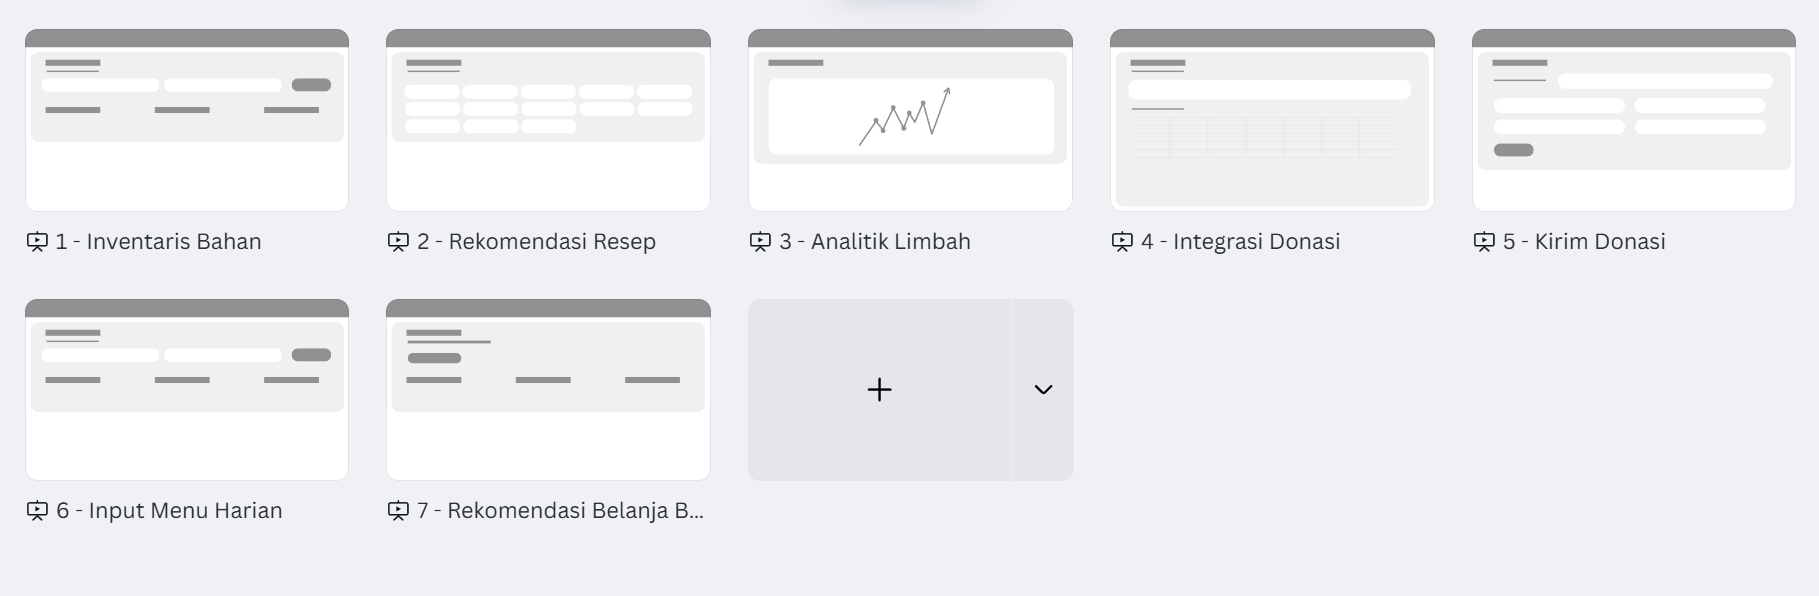 1 - Inventaris Bahan
2 - Rekomendasi Resep
3 - Analitik Limbah
4 - Integrasi Donasi
5 - Kirim Donasi
6 - Input Menu Harian
7 - Rekomendasi Belanja B...